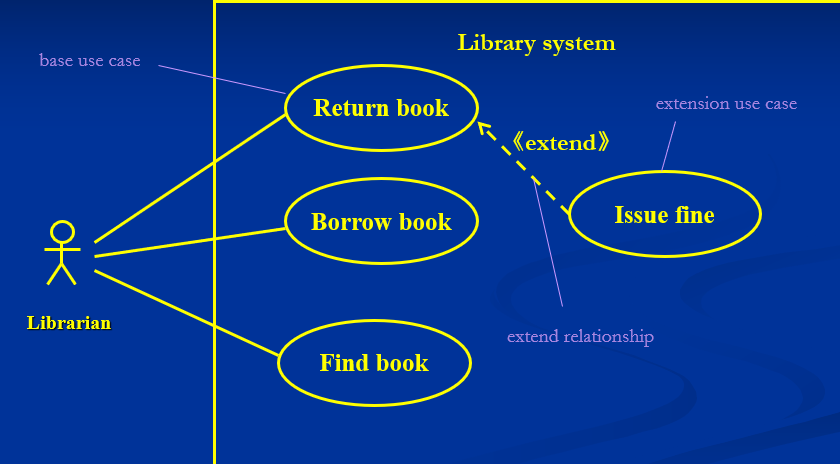 Library system
base use case
Return book
extension use case
《extend》
Issue fine
Borrow book
Librarian
extend relationship
Find book